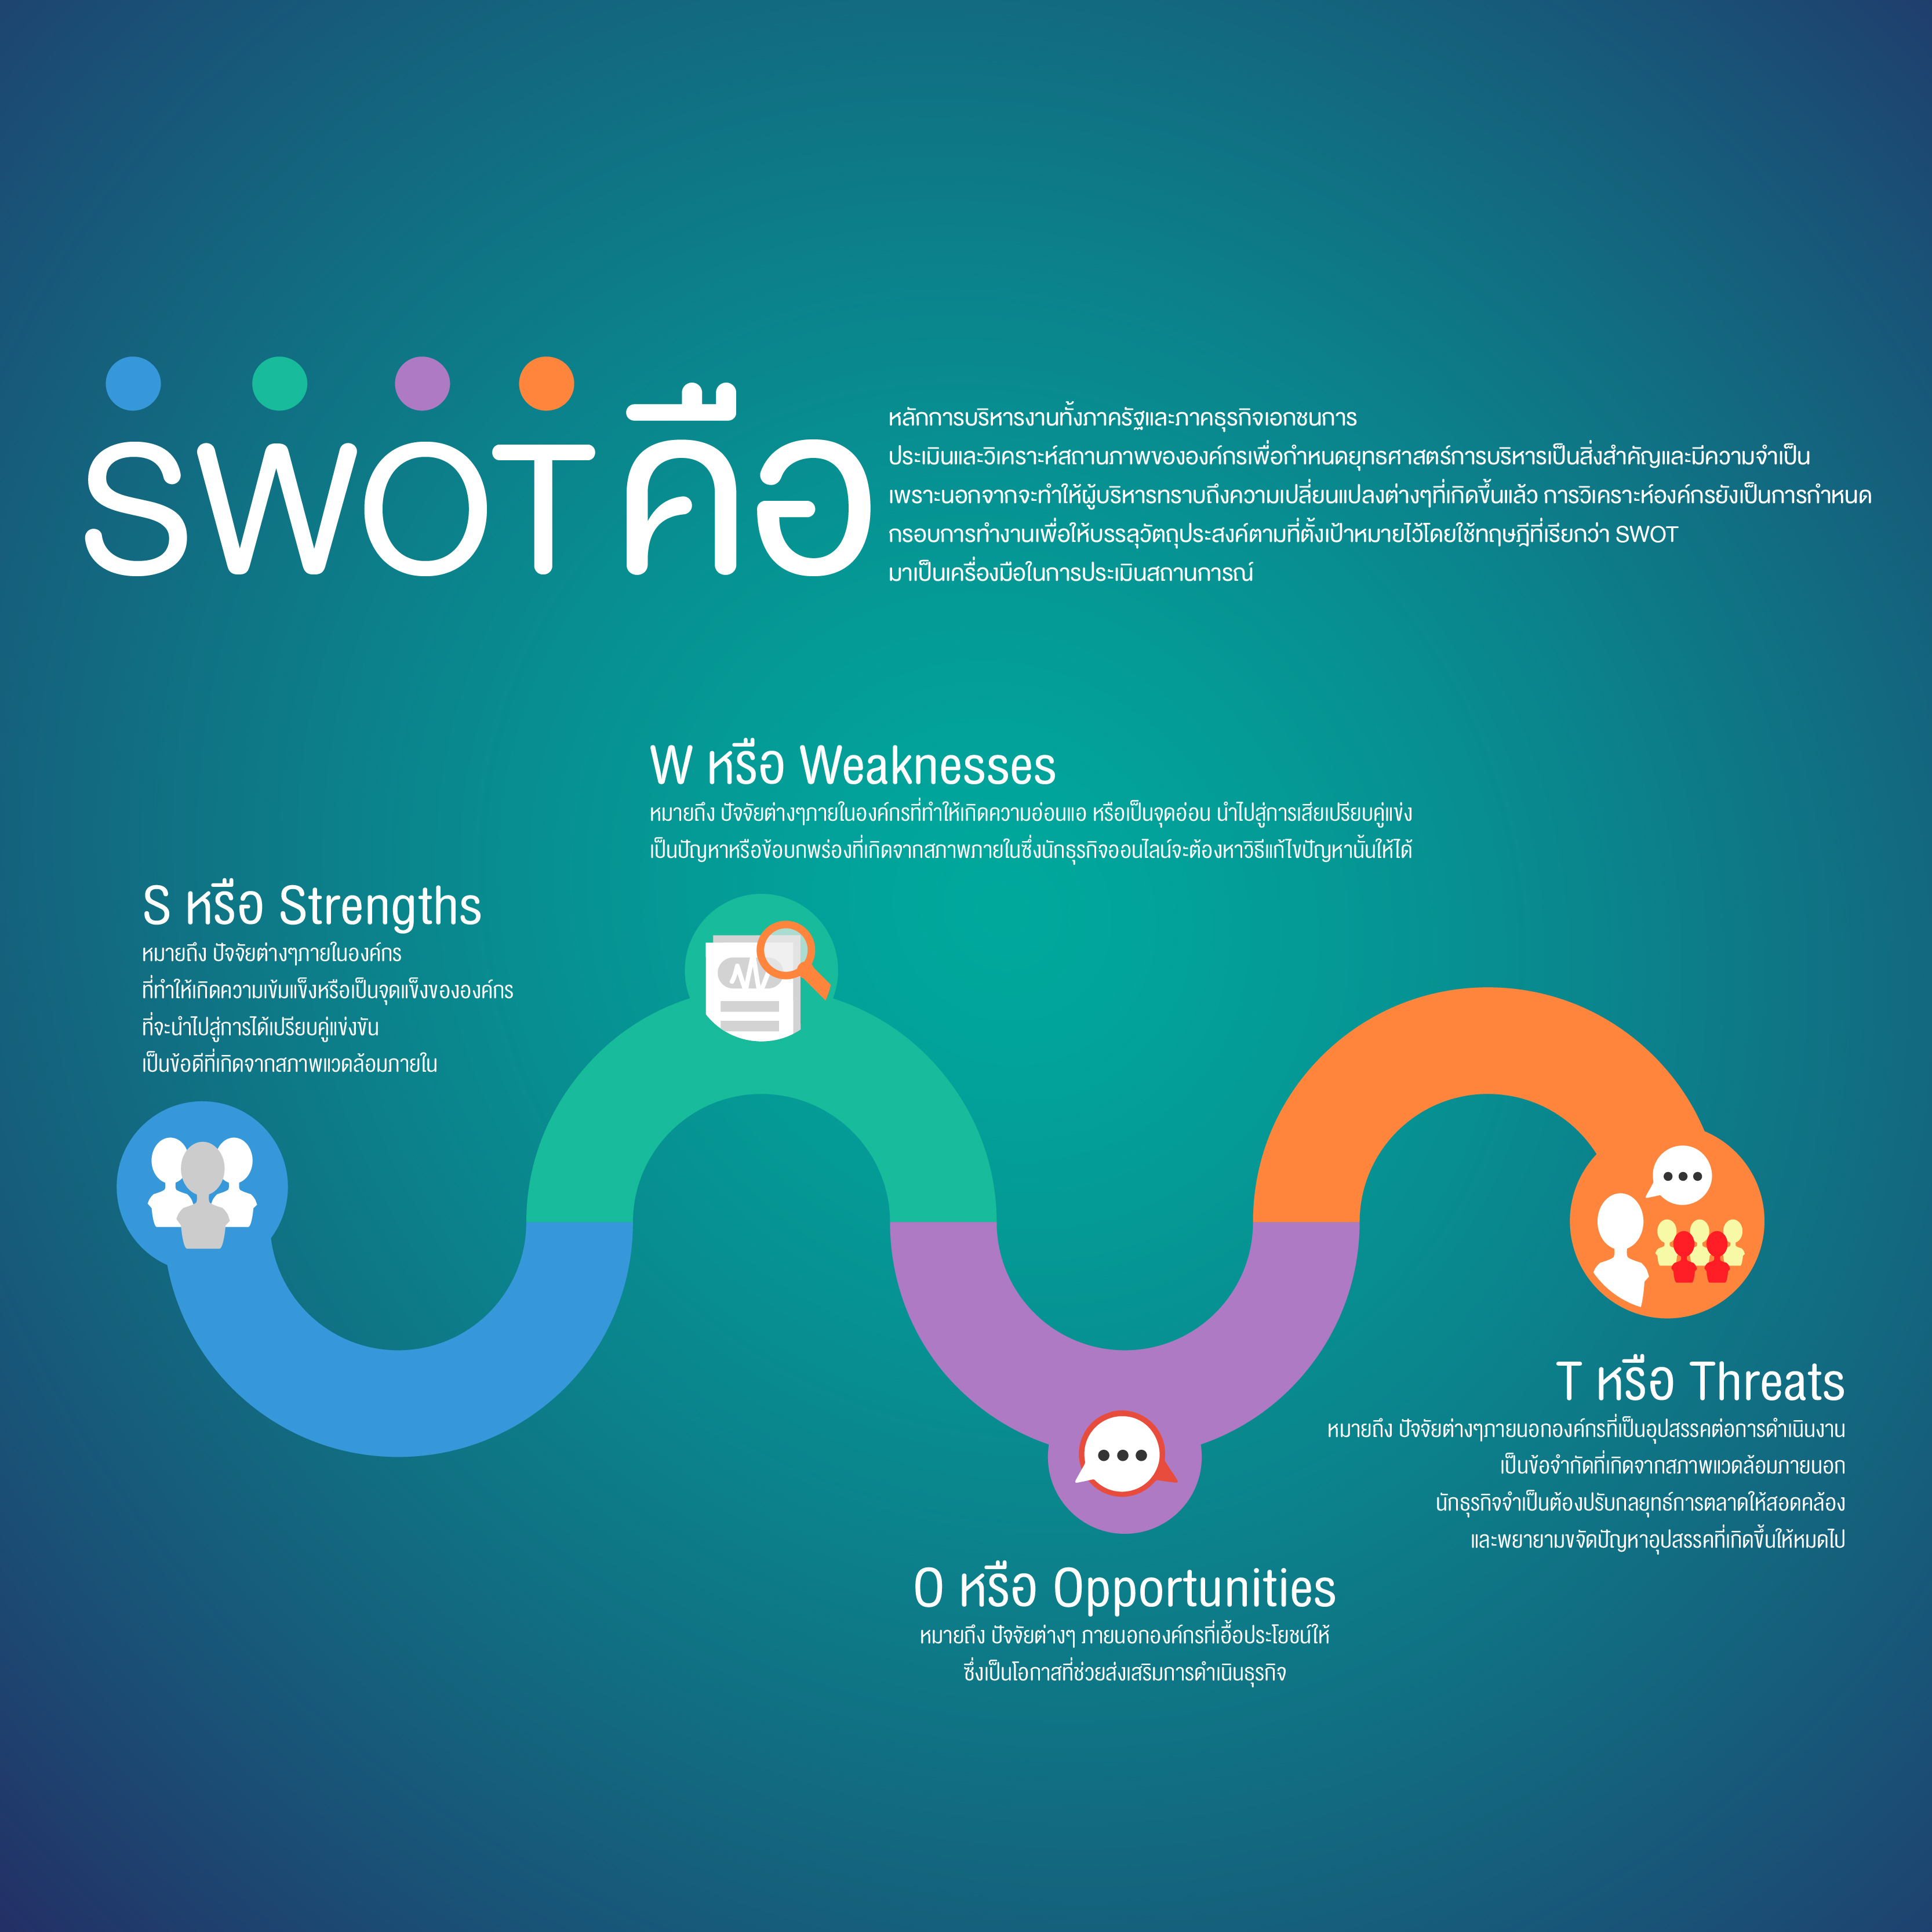 SWOT คือ
หลักการบริหารงานทั้งภาครัฐและภาคธุรกิจเอกชนการ
ประเมินและวิเคราะห์สถานภาพขององค์กรเพื่อกำหนดยุทธศาสตร์การบริหารเป็นสิ่งสำคัญและมีความจำเป็น
เพราะนอกจากจะทำให้ผู้บริหารทราบถึงความเปลี่ยนแปลงต่างๆที่เกิดขึ้นแล้ว การวิเคราะห์องค์กรยังเป็นการกำหนด
กรอบการทำงานเพื่อให้บรรลุวัตถุประสงค์ตามที่ตั้งเป้าหมายไว้โดยใช้ทฤษฎีที่เรียกว่า SWOT
มาเป็นเครื่องมือในการประเมินสถานการณ์
S หรือ Strengths
หมายถึง ปัจจัยต่างๆภายในองค์กร
ที่ทำให้เกิดความเข้มแข็งหรือเป็นจุดแข็งขององค์กร
ที่จะนำไปสู่การได้เปรียบคู่แข่งขัน
เป็นข้อดีที่เกิดจากสภาพแวดล้อมภายใน
W หรือ Weaknesses
หมายถึง ปัจจัยต่างๆภายในองค์กรที่ทำให้เกิดความอ่อนแอ หรือเป็นจุดอ่อน นำไปสู่การเสียเปรียบคู่แข่ง
เป็นปัญหาหรือข้อบกพร่องที่เกิดจากสภาพภายในซึ่งนักธุรกิจออนไลน์จะต้องหาวิธีแก้ไขปัญหานั้นให้ได้
O หรือ Opportunities
หมายถึง ปัจจัยต่างๆ ภายนอกองค์กรที่เอื้อประโยชน์ให้
ซึ่งเป็นโอกาสที่ช่วยส่งเสริมการดำเนินธุรกิจ
T หรือ Threats
หมายถึง ปัจจัยต่างๆภายนอกองค์กรที่เป็นอุปสรรคต่อการดำเนินงาน
เป็นข้อจำกัดที่เกิดจากสภาพแวดล้อมภายนอก
นักธุรกิจจำเป็นต้องปรับกลยุทธ์การตลาดให้สอดคล้อง
และพยายามขจัดปัญหาอุปสรรคที่เกิดขึ้นให้หมดไป